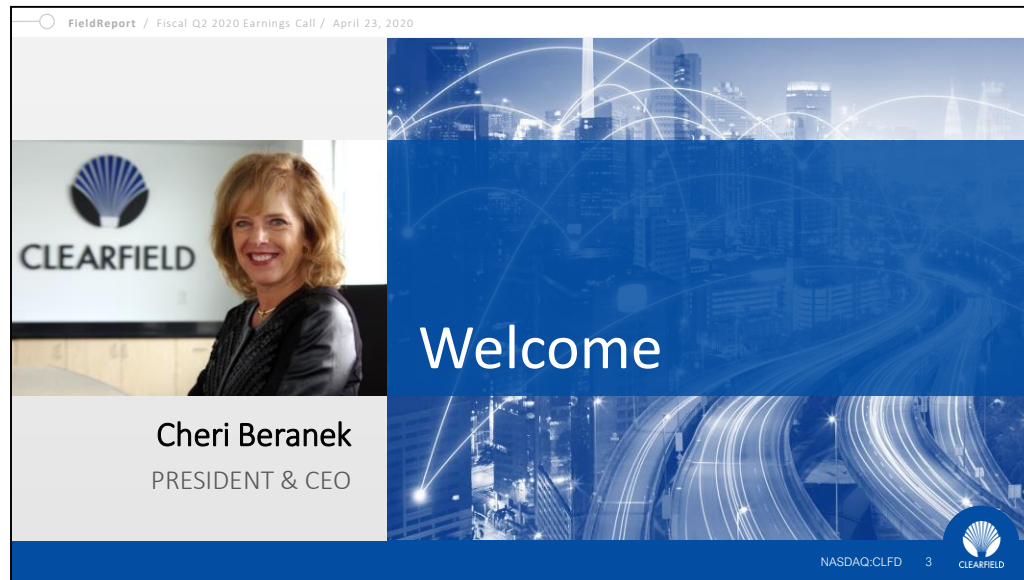 FieldReport / Fiscal Q2 2020 Earnings Call / April 23, 2020
CLEARFIELD
Welcome
Cheri Beranek
PRESIDENT & CEO
NASDAQ:CLFD 3
CLEARFIELD